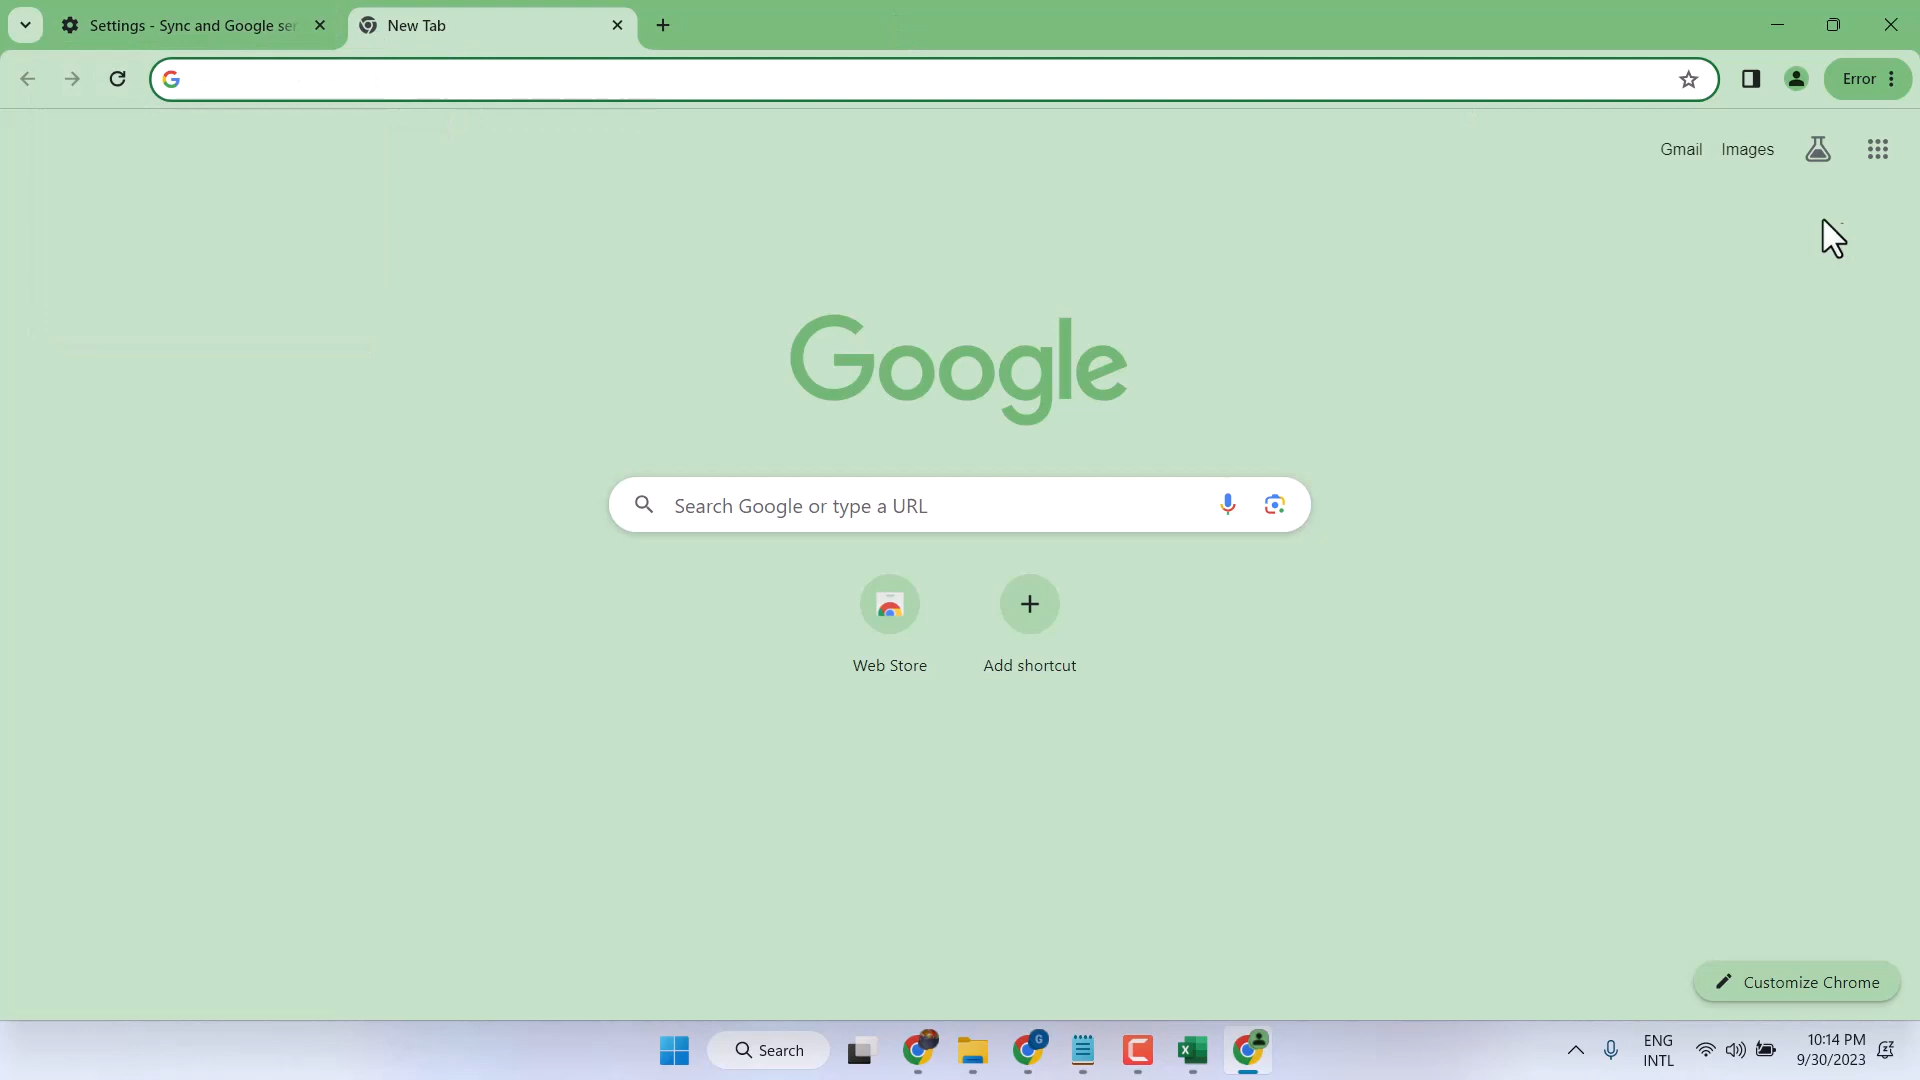 Settings - Sync and Google ser
New Tab
Error
Gmail
Images
Google
Search Google or type a URL
Web Store
Add shortcut
Customize Chrome
Search
ENG
INTL
10:14 PM
9/30/2023